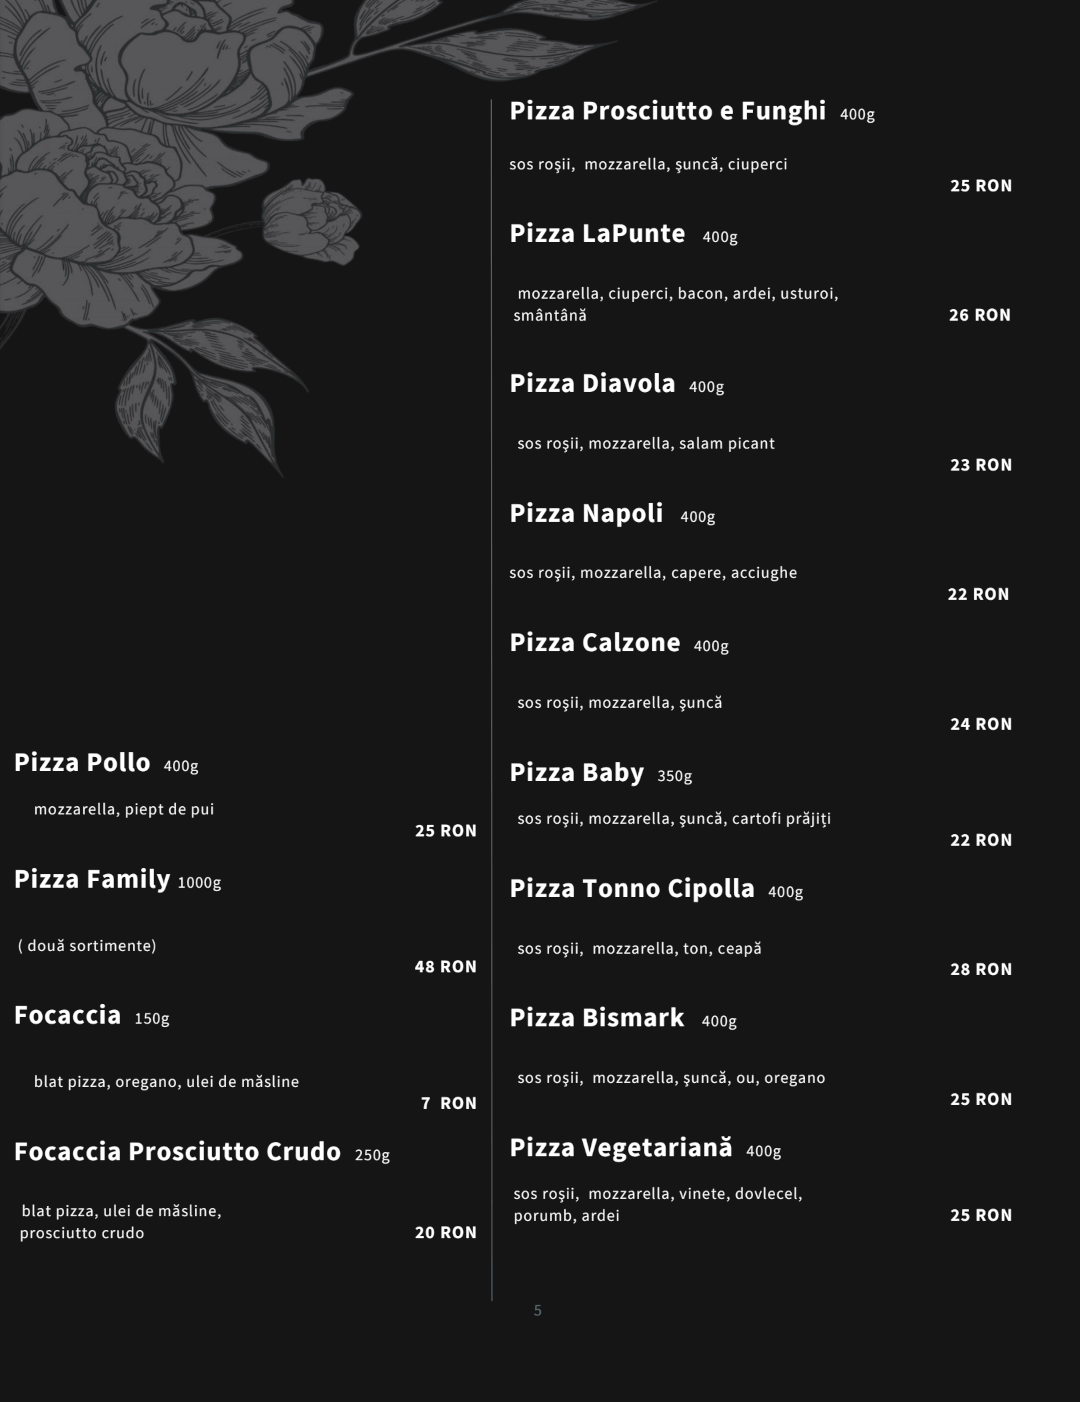 Pizza Pollo 400g
mozzarella, piept de pui
25 RON
Pizza Family 1000g
( două sortimente)
48 RON
Focaccia 150g
blat pizza, oregano, ulei de măsline
7 RON
Focaccia Prosciutto Crudo 250g
blat pizza, ulei de măsline,
prosciutto crudo
20 RON
Pizza Prosciutto e Funghi 400g
sos roşii, mozzarella, şuncă, ciuperci
25 RON
Pizza LaPunte 400g
mozzarella, ciuperci, bacon, ardei, usturoi,
smântână
26 RON
Pizza Diavola 400g
sos roşii, mozzarella, salam picant
23 RON
Pizza Napoli 400g
sos roşii, mozzarella, capere, acciughe
22 RON
Pizza Calzone 400g
sos roşii, mozzarella, şuncă
24 RON
Pizza Baby 350g
sos roşii, mozzarella, şuncă, cartofi prăjiţi
22 RON
Pizza Tonno Cipolla 400g
sos roşii, mozzarella, ton, ceapă
28 RON
Pizza Bismark 400g
sos roşii, mozzarella, şuncă, ou, oregano
25 RON
Pizza Vegetariană 400g
sos roşii, mozzarella, vinete, dovlecel,
porumb, ardei
25 RON
5